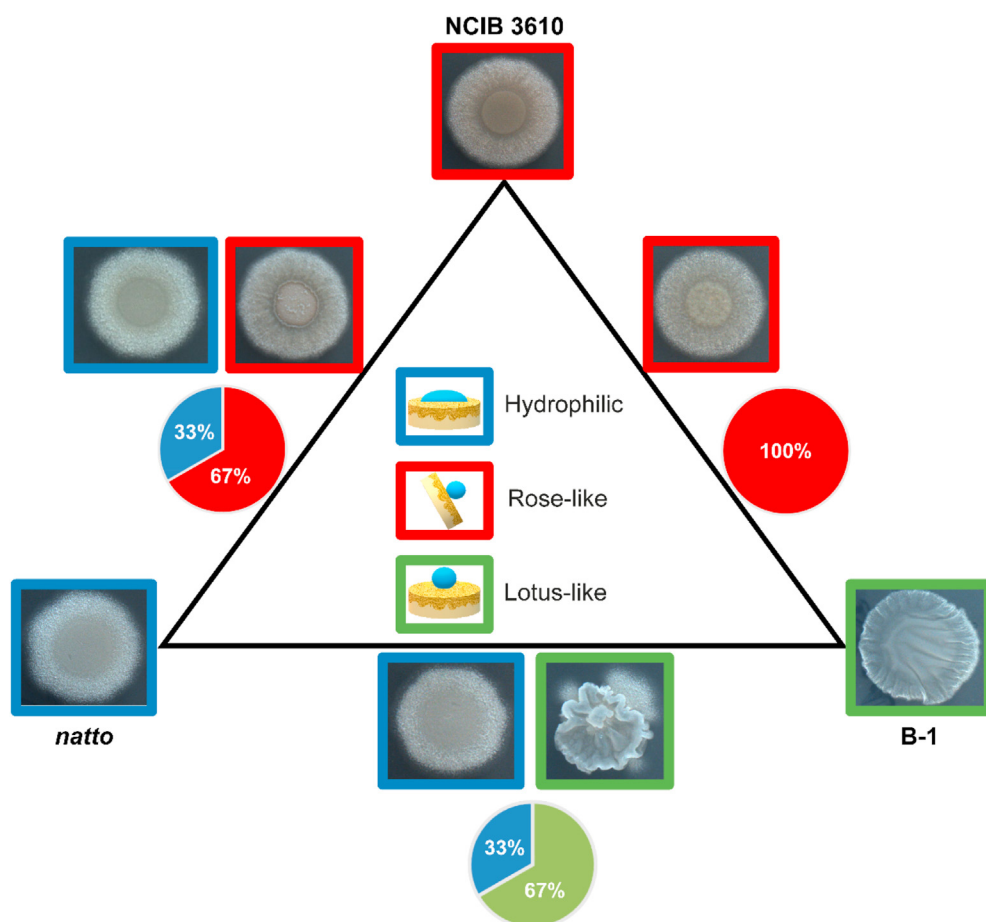 NCIB 3610
33%
67%
100%
Hydrophilic
Rose-like
Lotus-like
natto
B-1
33%
67%